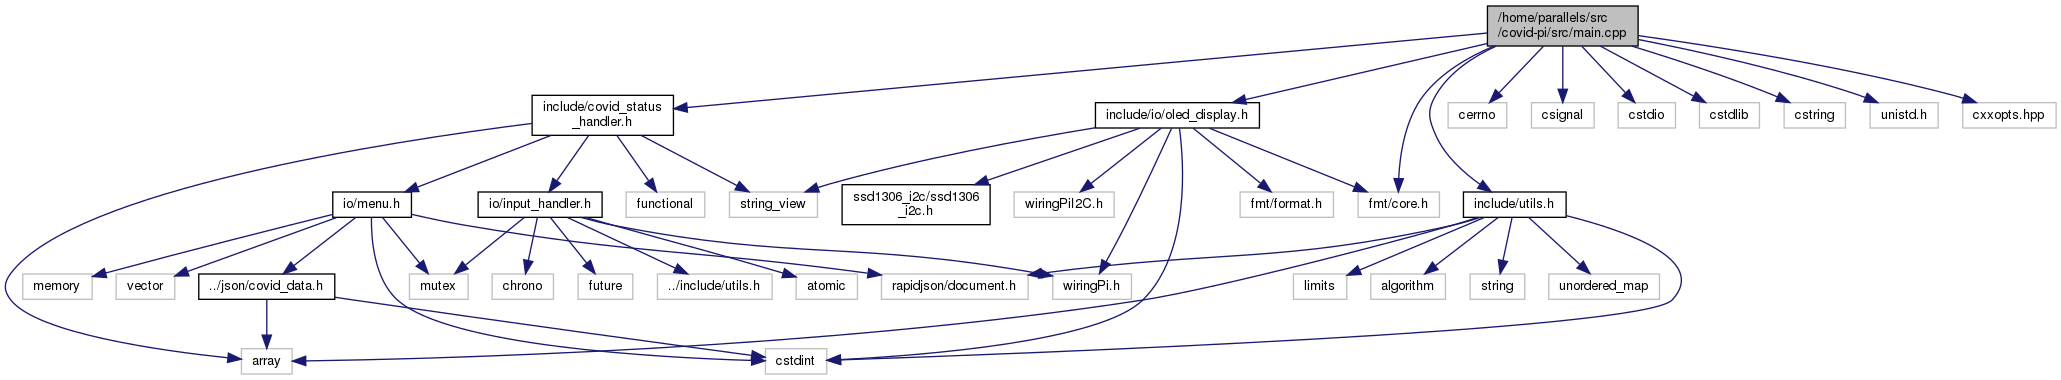 /home/parallels/src
/covid-pi/src/main.cpp
include/covid_status
_handler.h
include/io/oled_display.h
cerrno
csignal
cstdio
cstdlib
cstring
unistd.h
cxxopts.hpp
io/menu.h
io/input_handler.h
functional
string_view
ssd1306_i2c/ssd1306
_i2c.h
wiringPiI2C.h
fmt/format.h
fmt/core.h
include/utils.h
memory
vector
../json/covid_data.h
mutex
chrono
future
../include/utils.h
atomic
rapidjson/document.h
wiringPi.h
limits
algorithm
string
unordered_map
array
cstdint